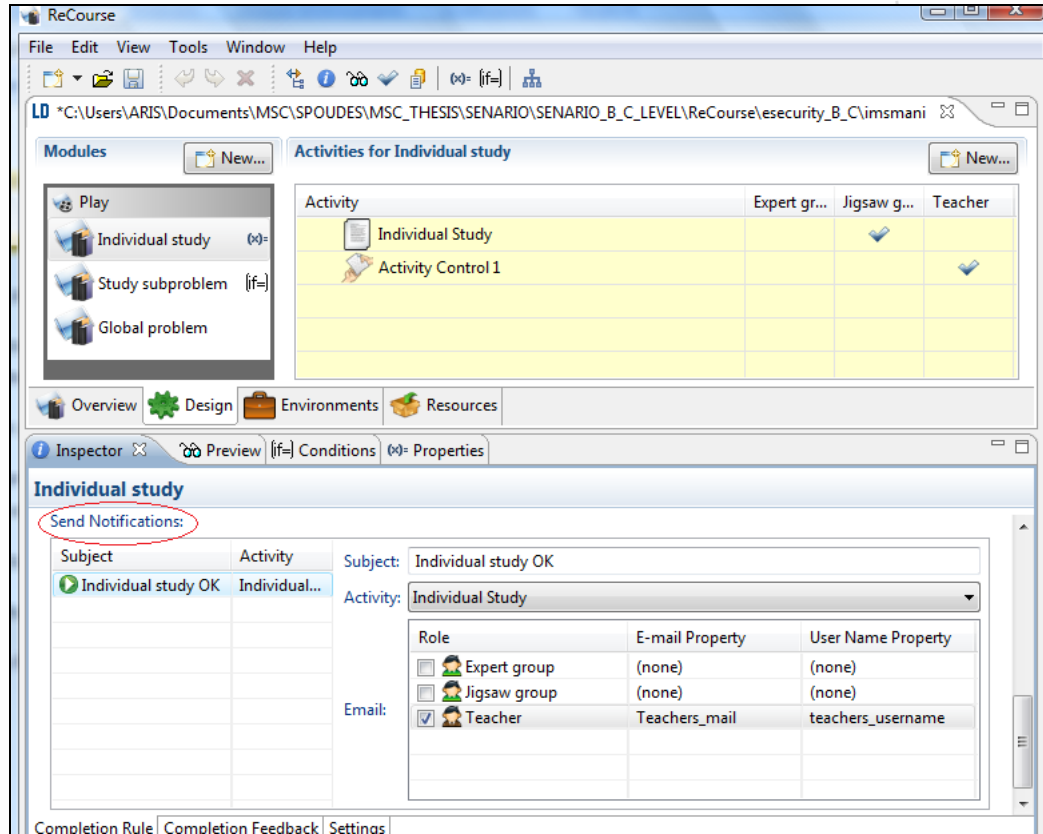 ReCourse
File Edit View Tools Window Help
(x)= (if=)
LD *C:\Users\ARIS\Documents\MSC\SPOUDES\MSC_THESIS\SENARIO\SENARIO_B_C_LEVEL\ReCourse\esecurity_B_C\imsmani
Modules New... Activities for Individual study New...
Play
Individual study (x)=
Study subproblem (if=)
Global problem
Activity Expert gr... Jigsaw g... Teacher
Individual Study
Activity Control 1
Overview Design Environments Resources
Inspector Preview (if=) Conditions (x)= Properties
Individual study
Send Notifications:
Subject Activity
Individual study OK Individual...
Subject: Individual study OK
Activity: Individual Study
Email:
Role E-mail Property User Name Property
Expert group (none) (none)
Jigsaw group (none) (none)
Teacher Teachers_mail teachers_username
Completion Rule Completion Feedback Settings